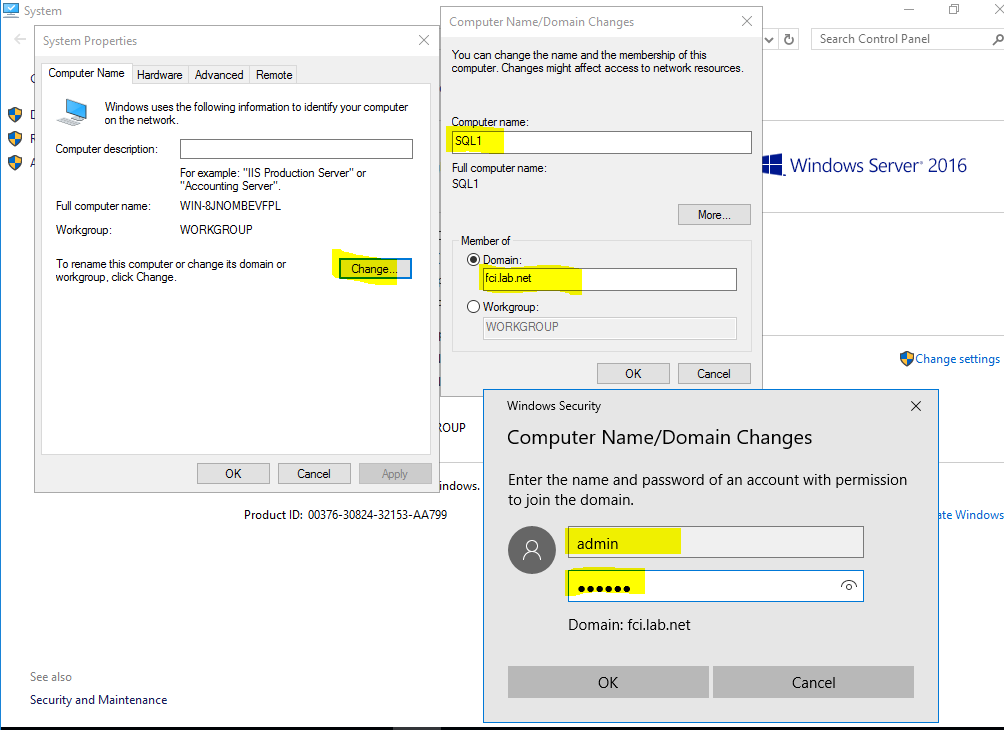 System
Search Control Panel
System Properties
Computer Name
Hardware
Advanced
Remote
Windows uses the following information to identify your computer
on the network.
Computer description:
For example: "IIS Production Server" or
"Accounting Server".
Full computer name:
WIN-8JNOMBEVFPL
Workgroup:
WORKGROUP
To rename this computer or change its domain or
workgroup, click Change.
Change...
OK
Cancel
Apply
Computer Name/Domain Changes
You can change the name and the membership of this
computer. Changes might affect access to network resources.
Computer name:
SQL1
Full computer name:
SQL1
More...
Member of
Domain:
fci.lab.net
Workgroup:
WORKGROUP
OK
Cancel
Windows Server 2016
Change settings
OUP
indows.
Product ID: 00376-30824-32153-AA799
ate Windows
Windows Security
Computer Name/Domain Changes
Enter the name and password of an account with permission
to join the domain.
admin
●●●●●●
Domain: fci.lab.net
OK
Cancel
See also
Security and Maintenance